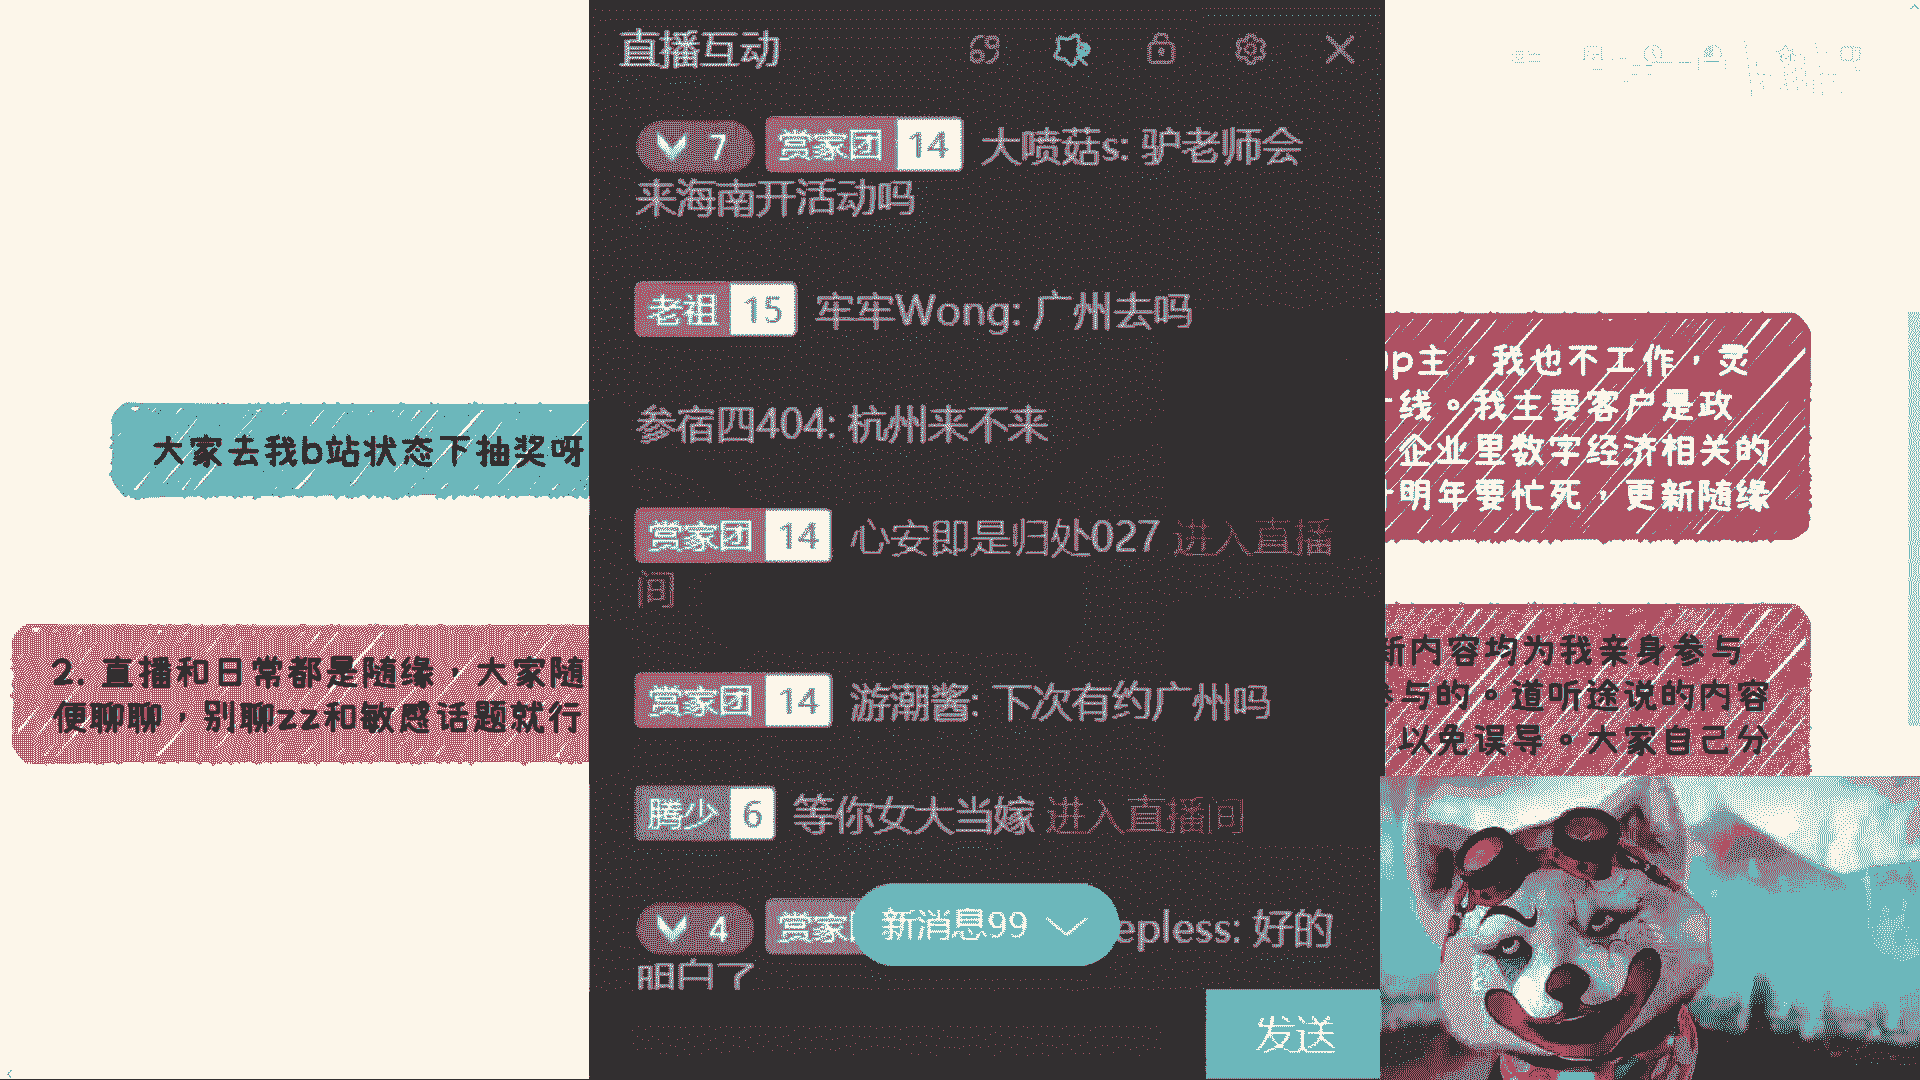 直播互动
7 赏家团 14 大喷菇s: 驴老师会
来海南开活动吗
老祖 15 牢牢Wong: 广州去吗
参宿四404: 杭州来不来
赏家团 14 心安即是归处027 进入直播
间
赏家团 14 游潮酱: 下次有约广州吗
腾少 6 等你女大当嫁 进入直播间
4 赏家 epless: 好的
明白了
新消息99
发送
大家去我b站状态下抽奖呀
2. 直播和日常都是随缘，大家随
便聊聊，别聊zz和敏感话题就行
p主，我也不工作，灵
线。我主要客户是政
企业里数字经济相关的
明年要忙死，更新随缘
新内容均为我亲身参与
参与的。道听途说的内容
以免误导。大家自己分